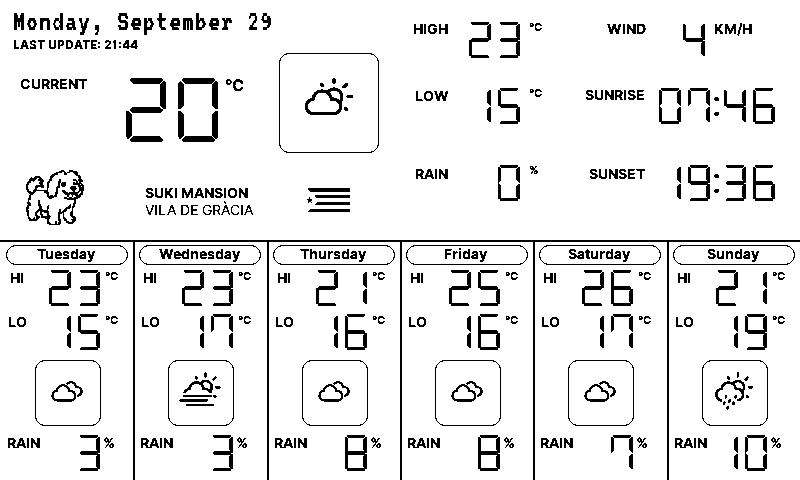 Monday, September 29
LAST UPDATE: 21:44
CURRENT 20 °C
SUKI MANSION
VILA DE GRÀCIA
HIGH 23 °C
LOW 15 °C
RAIN 0 %
WIND 4 KM/H
SUNRISE 07:46
SUNSET 19:36
Tuesday
HI 23 °C
LO 15 °C
RAIN 3 %
Wednesday
HI 23 °C
LO 17 °C
RAIN 3 %
Thursday
HI 21 °C
LO 16 °C
RAIN 8 %
Friday
HI 25 °C
LO 16 °C
RAIN 8 %
Saturday
HI 26 °C
LO 17 °C
RAIN 7 %
Sunday
HI 21 °C
LO 19 °C
RAIN 10 %